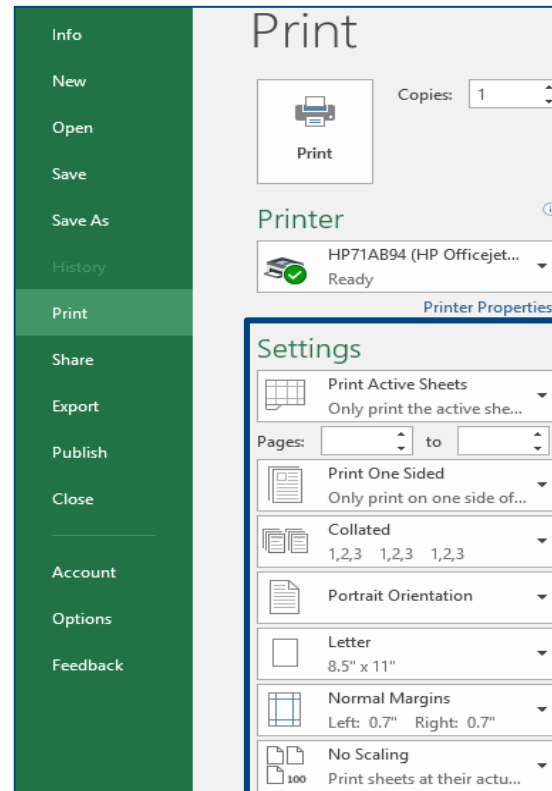 Info
New
Open
Save
Save As
History
Print
Share
Export
Publish
Close
Account
Options
Feedback
Print
Print
Copies: 1
Printer
HP71AB94 (HP Officejet...
Ready
Printer Properties
Settings
Print Active Sheets
Only print the active she...
Pages: to
Print One Sided
Only print on one side of...
Collated
1,2,3 1,2,3 1,2,3
Portrait Orientation
Letter
8.5" x 11"
Normal Margins
Left: 0.7" Right: 0.7"
No Scaling
100
Print sheets at their actu...